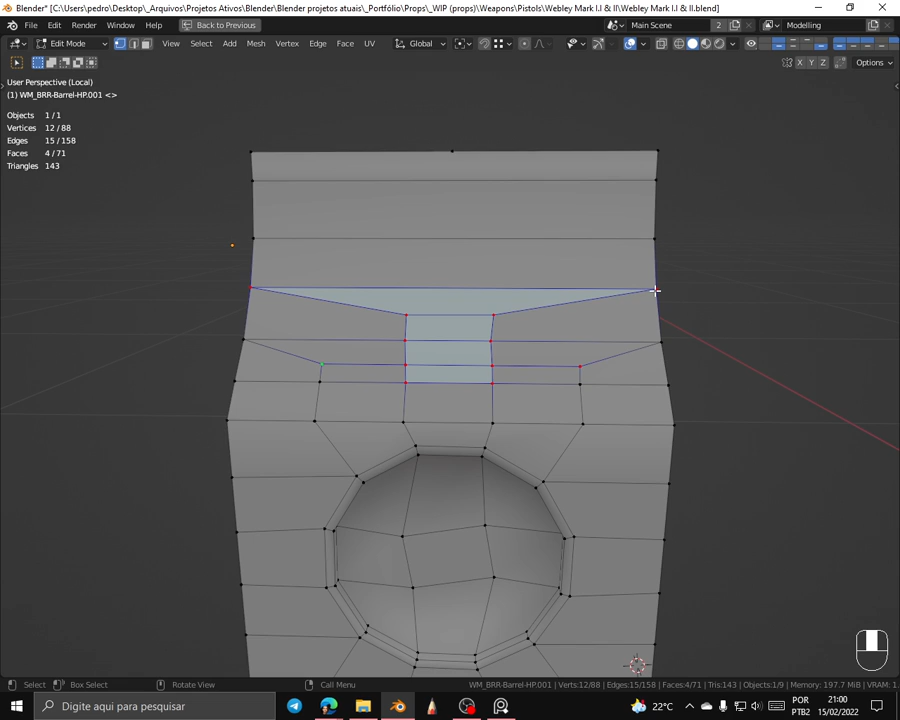 Blender* [C:\Users\pedro\Desktop\_Arquivos\Projetos Ativos\Blender\Blender projetos atuais\_Portfólio\Props\_WIP (props)\Weapons\Pistols\Webley Mark I.I & II\Webley Mark I.I & II.blend]
File Edit Render Window Help Back to Previous Main Scene 2 Modelling
Edit Mode View Select Add Mesh Vertex Edge Face UV Global
X Y Z Options
User Perspective (Local)
(1) WM_BRR-Barrel-HP.001 <>
Objects 1/1
Vertices 12/88
Edges 15/158
Faces 4/71
Triangles 143
Select Box Select Rotate View Call Menu WM_BRR-Barrel-HP.001 | Verts:12/88 | Edges:15/158 | Faces:4/71 | Tris:143 | Objects:1/9 | Memory: 197.7 MiB | VRAM: 1
Digite aqui para pesquisar 22°C POR 21:00
PTB2 15/02/2022